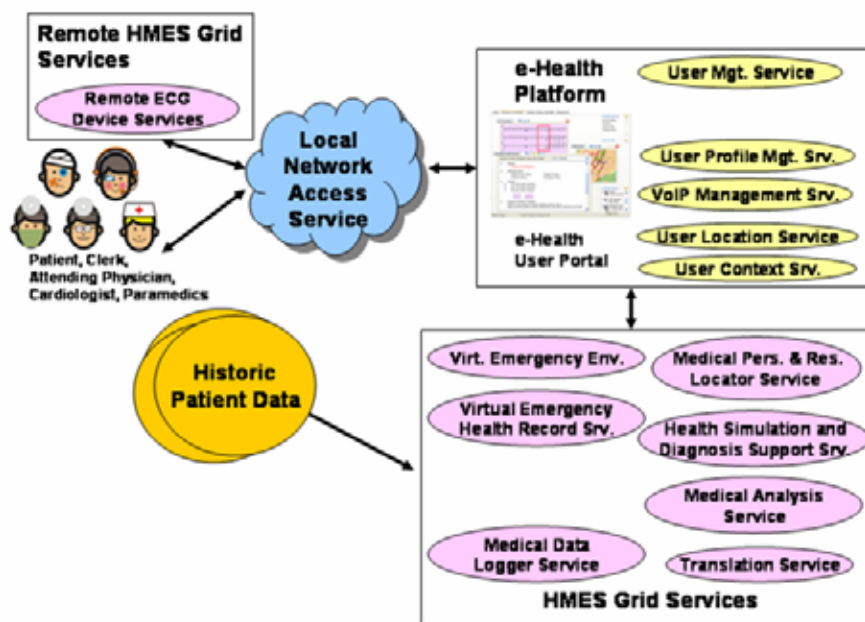 Remote HMES Grid
Services
Remote ECG
Device Services
Local
Network
Access
Service
Patient, Clerk,
Attending Physician,
Cardiologist, Paramedics
e-Health
Platform
e-Health
User Portal
User Mgt. Service
User Profile Mgt. Srv.
VoIP Management Srv.
User Location Service
User Context Srv.
Historic
Patient Data
Virt. Emergency Env.
Medical Pers. & Res.
Locator Service
Virtual Emergency
Health Record Srv.
Health Simulation and
Diagnosis Support Srv.
Medical Analysis
Service
Medical Data
Logger Service
Translation Service
HMES Grid Services